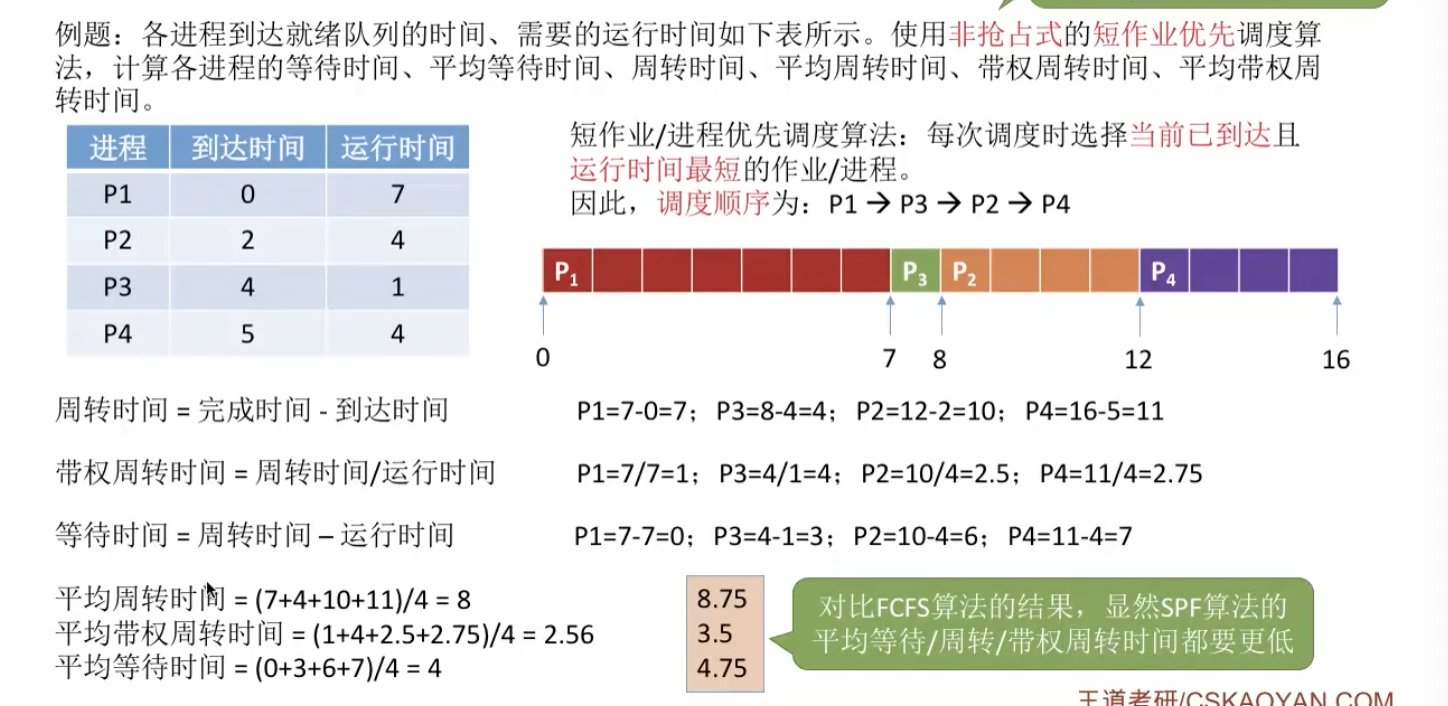 例题：各进程到达就绪队列的时间、需要的运行时间如下表所示。使用非抢占式的短作业优先调度算
法，计算各进程的等待时间、平均等待时间、周转时间、平均周转时间、带权周转时间、平均带权周
转时间。
进程 到达时间 运行时间
P1 0 7
P2 2 4
P3 4 1
P4 5 4
短作业/进程优先调度算法：每次调度时选择当前已到达且
运行时间最短的作业/进程。
因此，调度顺序为：P1 → P3 → P2 → P4
P1 P3 P2 P4
0 7 8 12 16
周转时间 = 完成时间 - 到达时间 P1=7-0=7；P3=8-4=4；P2=12-2=10；P4=16-5=11
带权周转时间 = 周转时间/运行时间 P1=7/7=1；P3=4/1=4；P2=10/4=2.5；P4=11/4=2.75
等待时间 = 周转时间 – 运行时间 P1=7-7=0；P3=4-1=3；P2=10-4=6；P4=11-4=7
平均周转时间 = (7+4+10+11)/4 = 8
平均带权周转时间 = (1+4+2.5+2.75)/4 = 2.56
平均等待时间 = (0+3+6+7)/4 = 4
8.75
3.5
4.75
对比FCFS算法的结果，显然SPF算法的
平均等待/周转/带权周转时间都要更低
王道考研/CSKAOYAN.COM